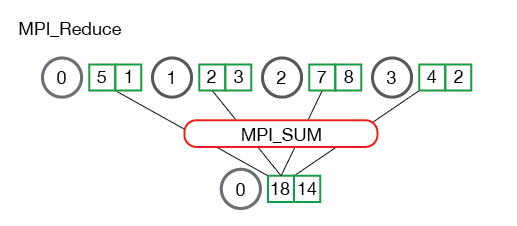 MPI_Reduce
0 5 1 1 2 3 2 7 8 3 4 2
MPI_SUM
0 18 14